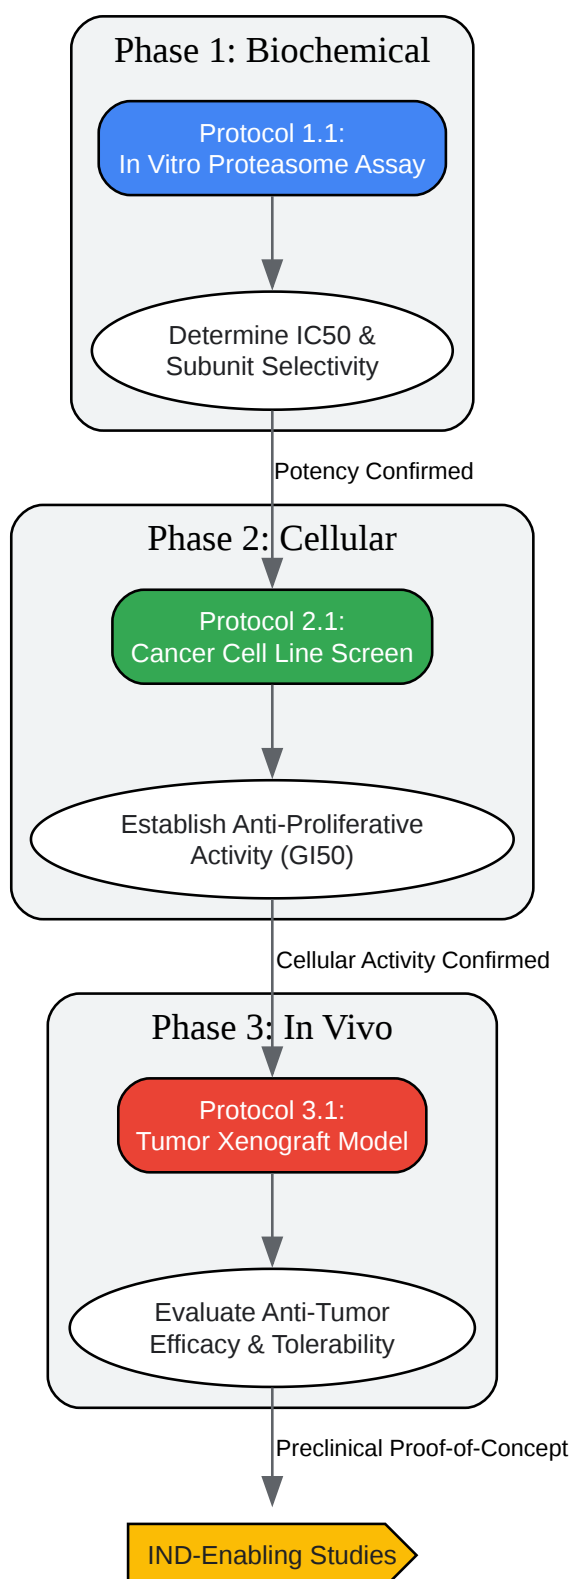 Phase 1: Biochemical
Protocol 1.1:
In Vitro Proteasome Assay
Determine IC50 &
Subunit Selectivity
Potency Confirmed
Phase 2: Cellular
Protocol 2.1:
Cancer Cell Line Screen
Establish Anti-Proliferative
Activity (GI50)
Cellular Activity Confirmed
Phase 3: In Vivo
Protocol 3.1:
Tumor Xenograft Model
Evaluate Anti-Tumor
Efficacy & Tolerability
Preclinical Proof-of-Concept
IND-Enabling Studies